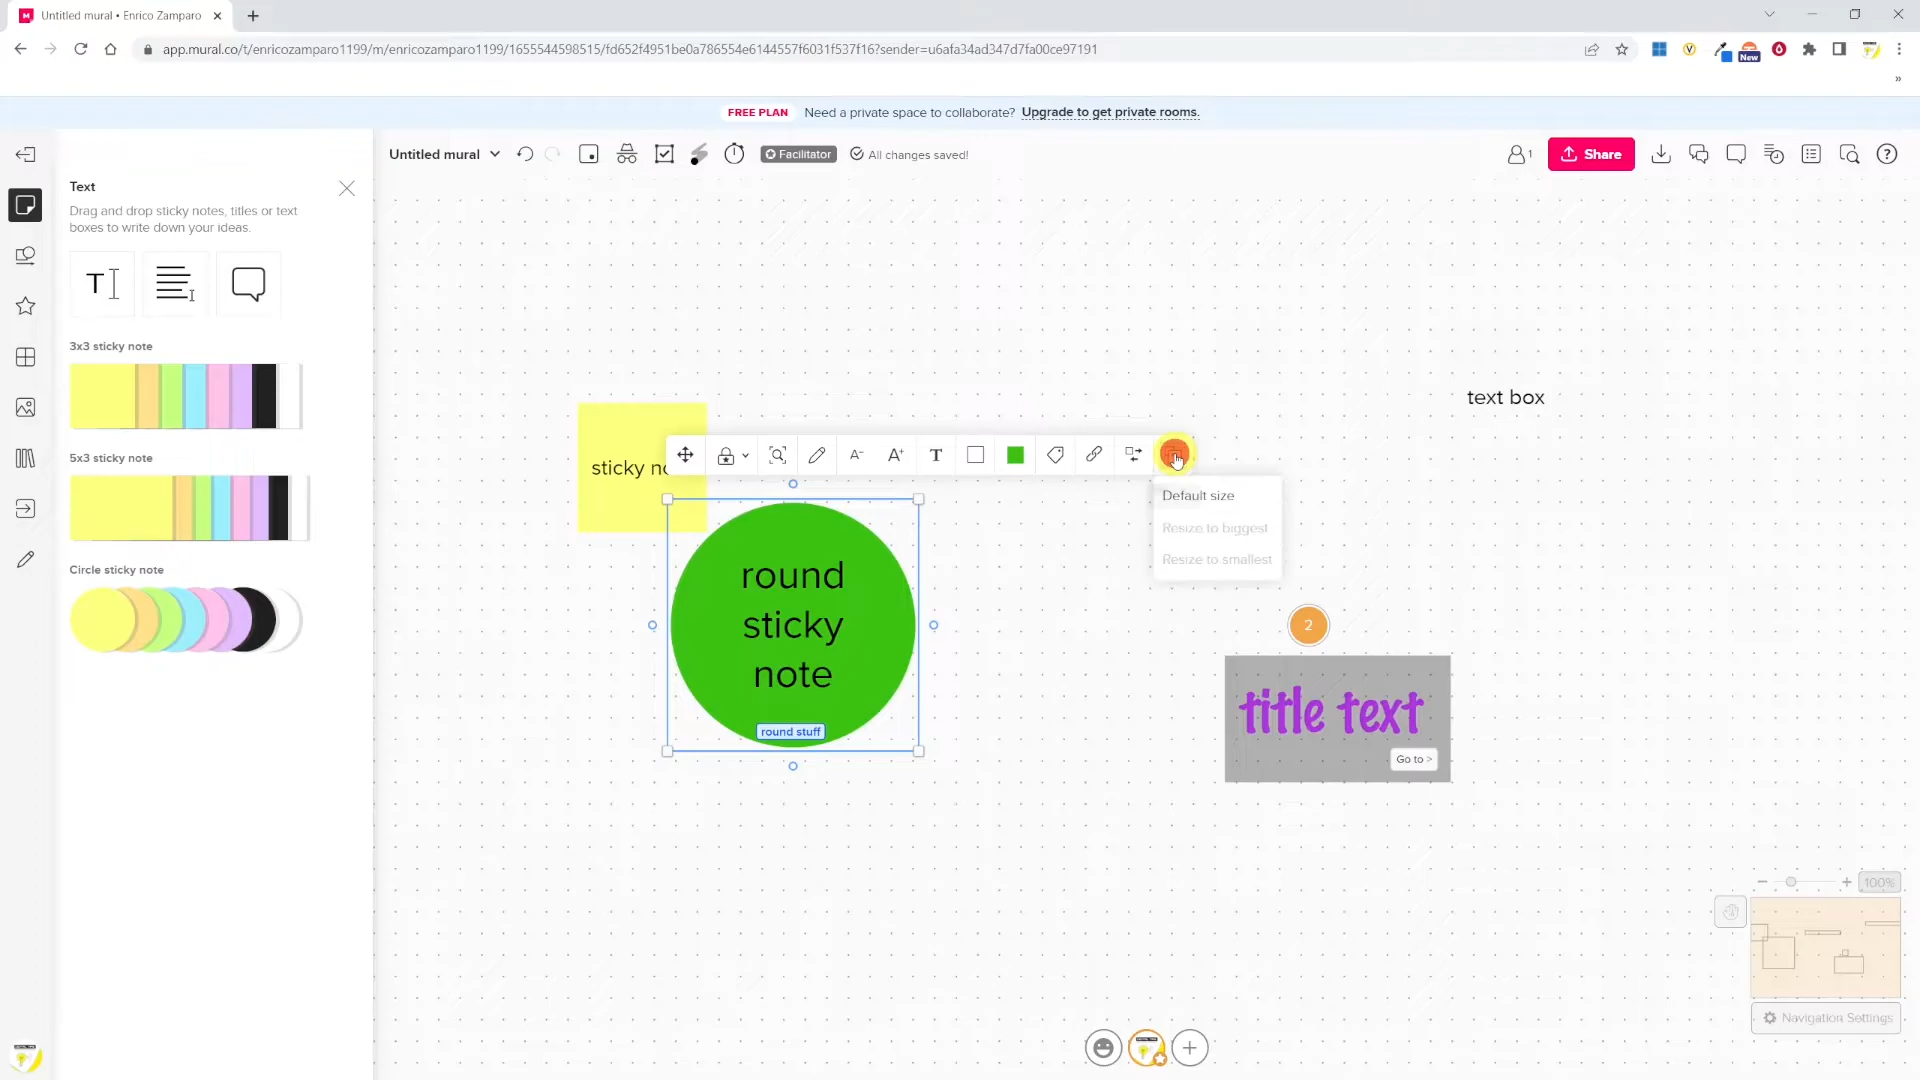 Untitled mural • Enrico Zamparo
app.mural.co/t/enricozamparo1199/m/enricozamparo1199/1655544598515/fd652f4951be0a786554e6144557f6031f537f16?sender=u6afa34ad347d7fa00ce97191
New
»
FREE PLAN Need a private space to collaborate? Upgrade to get private rooms.
Untitled mural
Facilitator
All changes saved!
1
Share
Text
Drag and drop sticky notes, titles or text
boxes to write down your ideas.
T
3x3 sticky note
5x3 sticky note
Circle sticky note
text box
sticky no
A-
A+
T
Default size
Resize to biggest
Resize to smallest
round
sticky
note
round stuff
2
title text
Go to >
100%
Navigation Settings